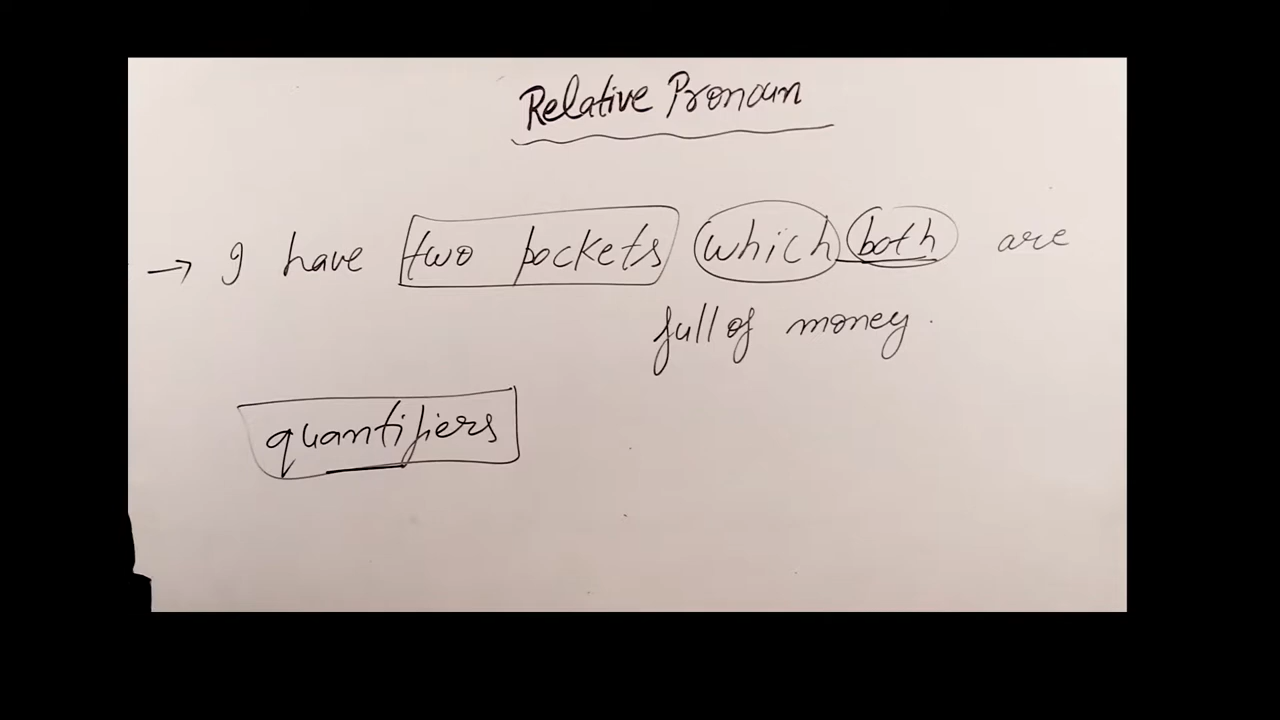 Relative Pronoun
→ I have two pockets which both are
full of money.
quantifiers